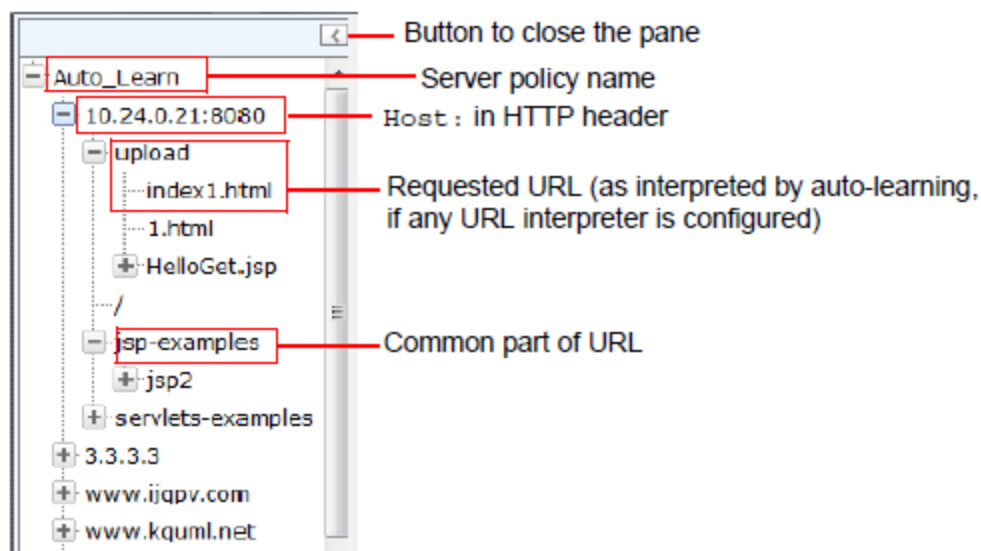 Button to close the pane
Auto_Learn
Server policy name
10.24.0.21:8080
Host: in HTTP header
upload
index1.html
Requested URL (as interpreted by auto-learning,
if any URL interpreter is configured)
1.html
HelloGet.jsp
/
jsp-examples
Common part of URL
jsp2
servlets-examples
3.3.3.3
www.ijqpv.com
www.kquml.net